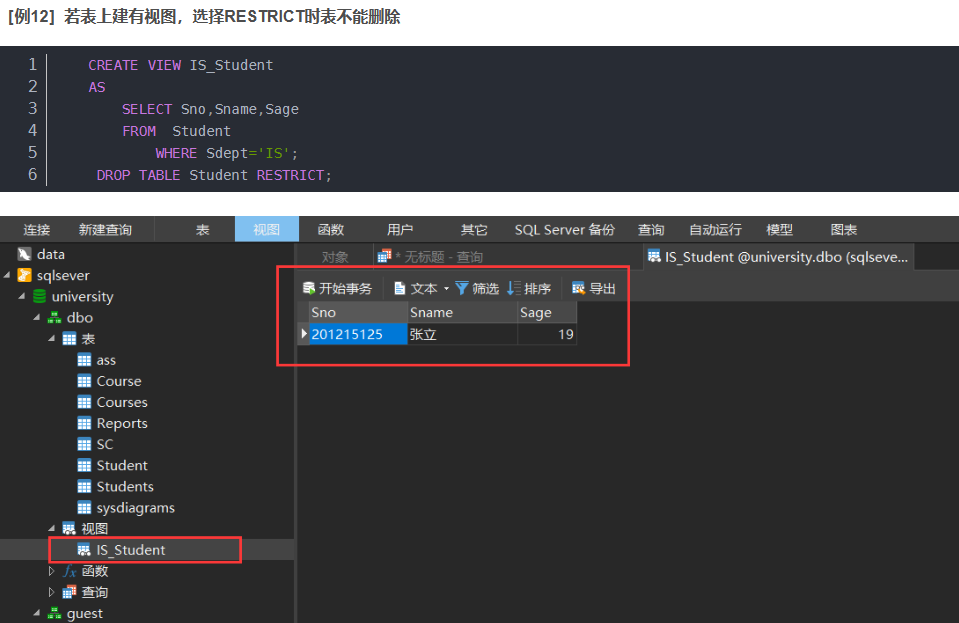 [例12] 若表上建有视图，选择RESTRICT时表不能删除
1 CREATE VIEW IS_Student
2 AS
3 SELECT Sno,Sname,Sage
4 FROM Student
5 WHERE Sdept='IS';
6 DROP TABLE Student RESTRICT;
连接 新建查询 表 视图 函数 用户 其它 SQL Server 备份 查询 自动运行 模型 图表
data
sqlsever
university
dbo
表
ass
Course
Courses
Reports
SC
Student
Students
sysdiagrams
视图
IS_Student
fx 函数
查询
guest
对象 * 无标题 - 查询 IS_Student @university.dbo (sqlseve...
开始事务 文本 筛选 排序 导出
Sno Sname Sage
201215125 张立 19